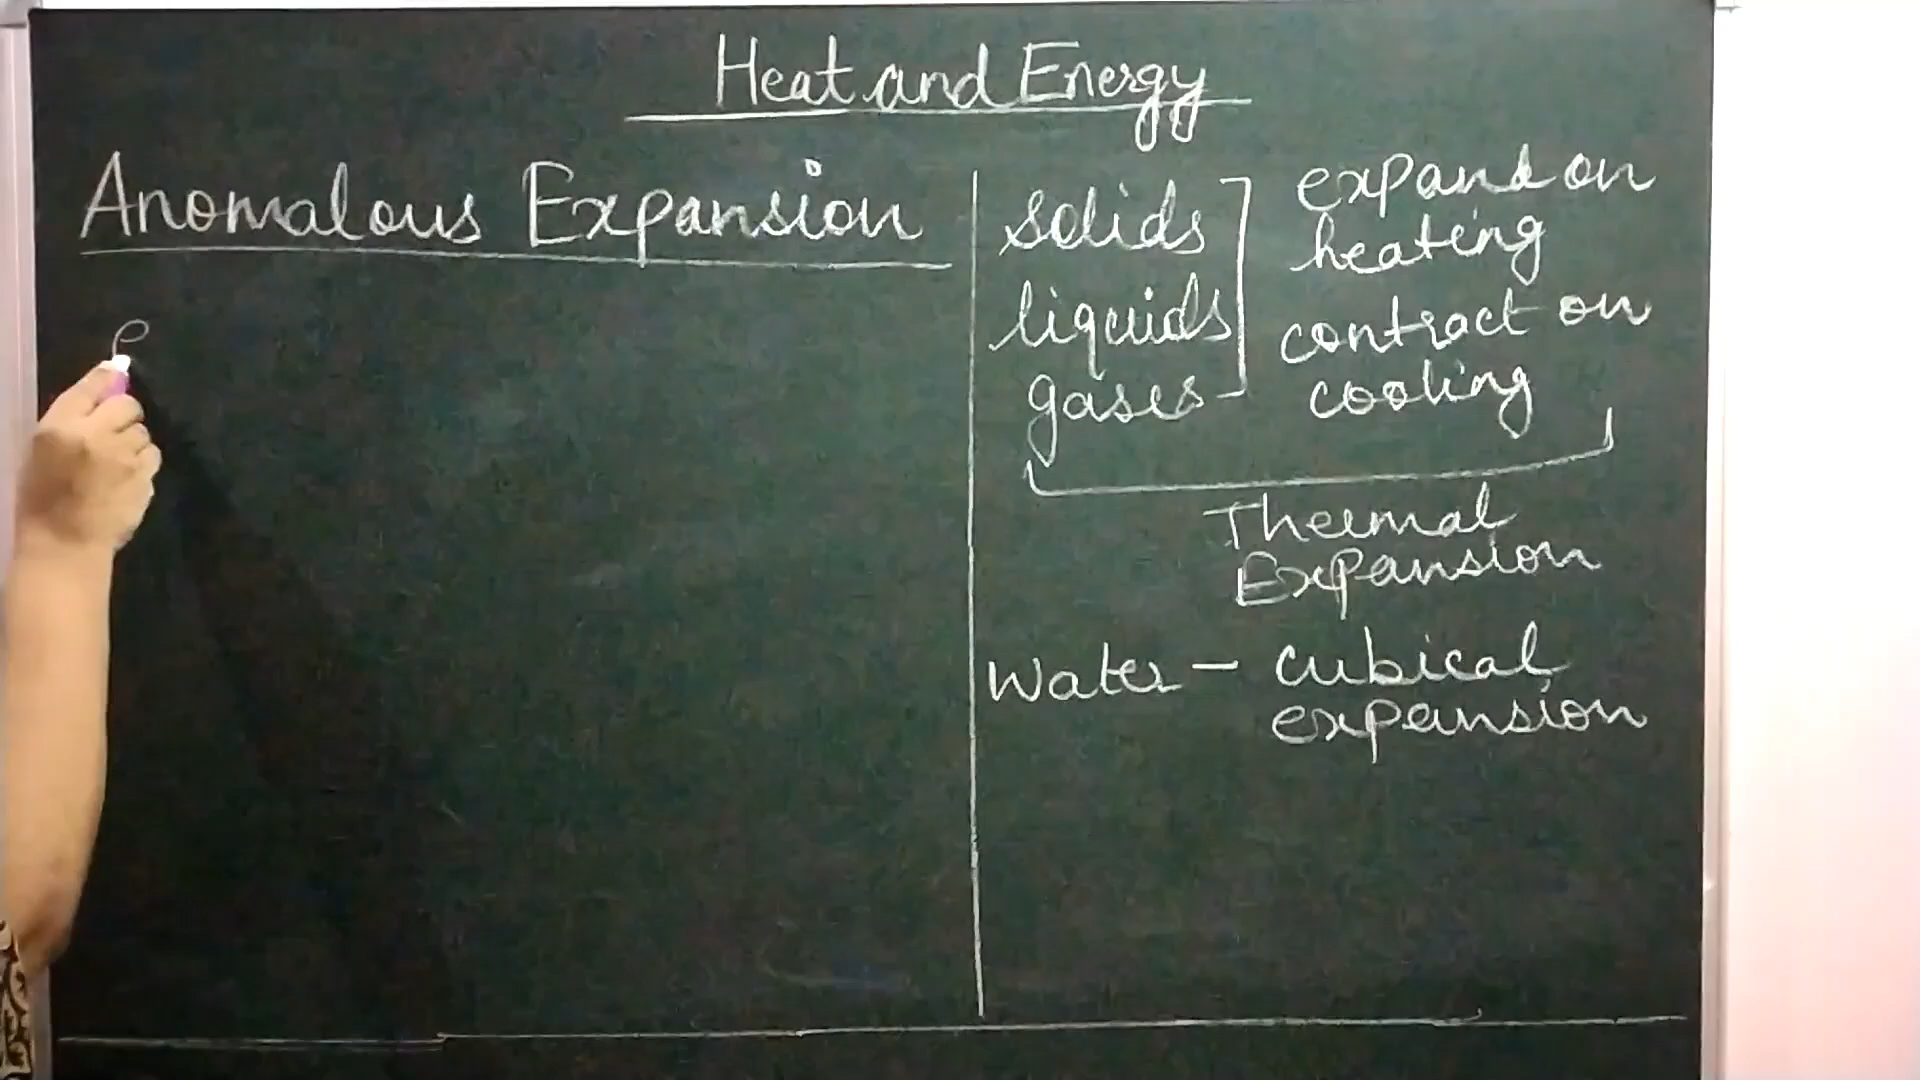 Heat and Energy
Anomalous Expansion
solids
liquids
gases
expand on
heating
contract on
cooling
Thermal
Expansion
Water – cubical
expansion